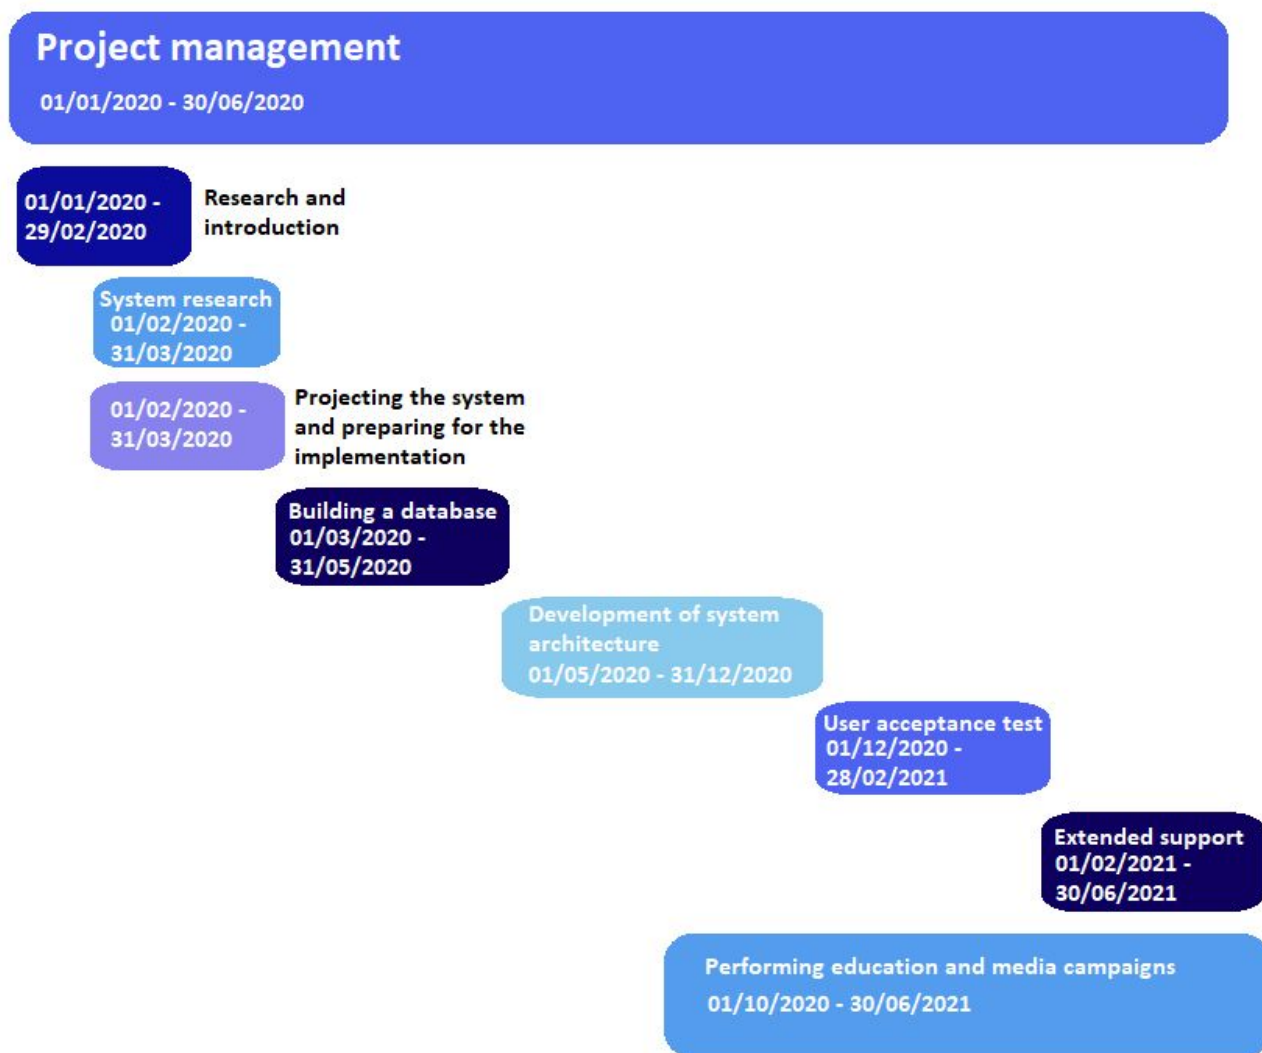 Project management
01/01/2020 - 30/06/2020
01/01/2020 -
29/02/2020
Research and
introduction
System research
01/02/2020 -
31/03/2020
01/02/2020 -
31/03/2020
Projecting the system
and preparing for the
implementation
Building a database
01/03/2020 -
31/05/2020
Development of system
architecture
01/05/2020 - 31/12/2020
User acceptance test
01/12/2020 -
28/02/2021
Extended support
01/02/2021 -
30/06/2021
Performing education and media campaigns
01/10/2020 - 30/06/2021